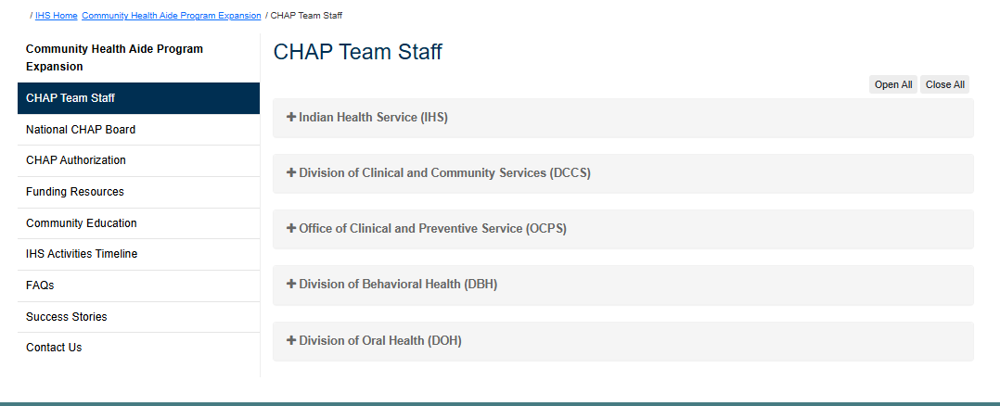 / IHS Home Community Health Aide Program Expansion / CHAP Team Staff
Community Health Aide Program
Expansion
CHAP Team Staff
National CHAP Board
CHAP Authorization
Funding Resources
Community Education
IHS Activities Timeline
FAQs
Success Stories
Contact Us
CHAP Team Staff
Open All Close All
Indian Health Service (IHS)
Division of Clinical and Community Services (DCCS)
Office of Clinical and Preventive Service (OCPS)
Division of Behavioral Health (DBH)
Division of Oral Health (DOH)